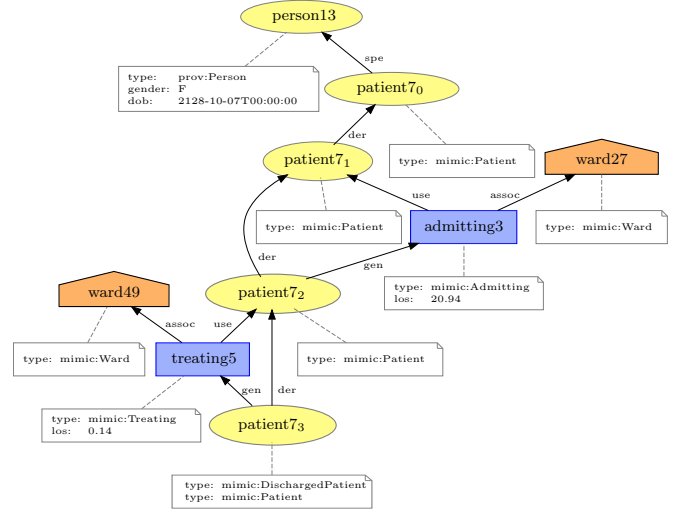 person13
spe
type: prov:Person
gender: F
dob: 2128-10-07T00:00:00
patient7₀
der
patient7₁
type: mimic:Patient
ward27
use
assoc
type: mimic:Patient
admitting3
type: mimic:Ward
der
gen
type: mimic:Admitting
los: 20.94
ward49
patient7₂
assoc
use
type: mimic:Ward
treating5
type: mimic:Patient
gen
der
type: mimic:Treating
los: 0.14
patient7₃
type: mimic:DischargedPatient
type: mimic:Patient